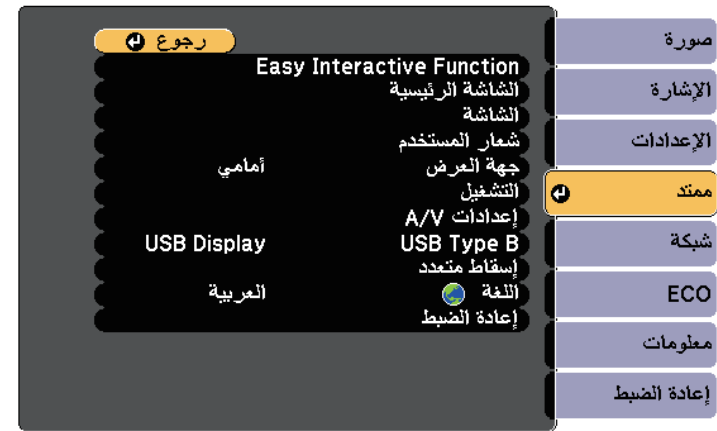 صورة
الإشارة
الإعدادات
ممتد
شبكة
ECO
معلومات
إعادة الضبط
رجوع
Easy Interactive Function
الشاشة الرئيسية
الشاشة
شعار المستخدم
جهة العرض أمامي
التشغيل
إعدادات A/V
USB Type B USB Display
إسقاط متعدد
اللغة العربية
إعادة الضبط